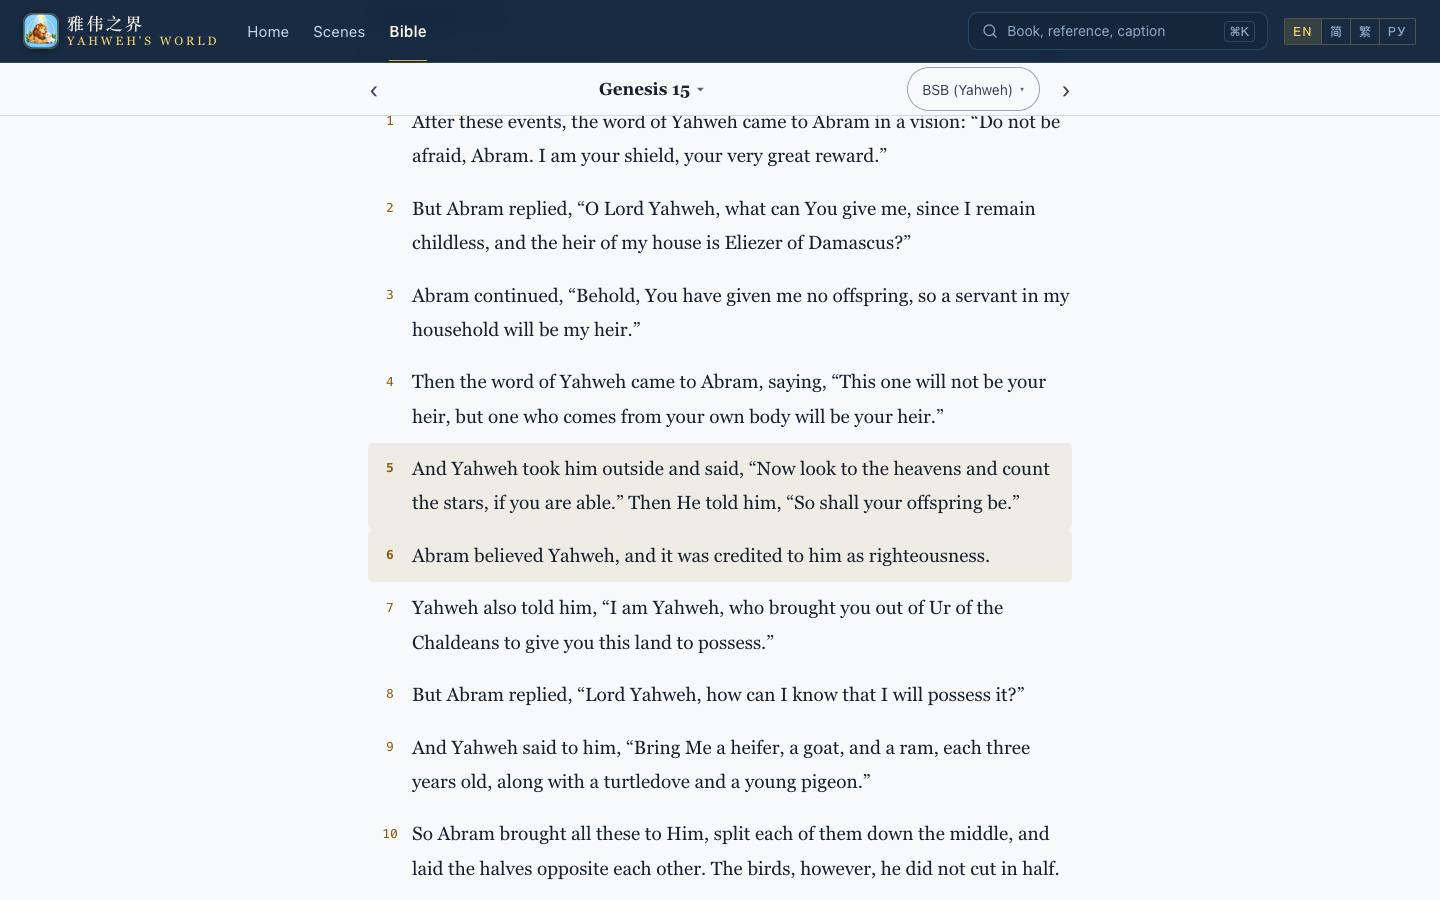 雅伟之界
YAHWEH'S WORLD
Home
Scenes
Bible
Book, reference, caption
⌘K
EN
简
繁
РУ
‹
Genesis 15
BSB (Yahweh)
›
1 After these events, the word of Yahweh came to Abram in a vision: “Do not be
afraid, Abram. I am your shield, your very great reward.”
2 But Abram replied, “O Lord Yahweh, what can You give me, since I remain
childless, and the heir of my house is Eliezer of Damascus?”
3 Abram continued, “Behold, You have given me no offspring, so a servant in my
household will be my heir.”
4 Then the word of Yahweh came to Abram, saying, “This one will not be your
heir, but one who comes from your own body will be your heir.”
5 And Yahweh took him outside and said, “Now look to the heavens and count
the stars, if you are able.” Then He told him, “So shall your offspring be.”
6 Abram believed Yahweh, and it was credited to him as righteousness.
7 Yahweh also told him, “I am Yahweh, who brought you out of Ur of the
Chaldeans to give you this land to possess.”
8 But Abram replied, “Lord Yahweh, how can I know that I will possess it?”
9 And Yahweh said to him, “Bring Me a heifer, a goat, and a ram, each three
years old, along with a turtledove and a young pigeon.”
10 So Abram brought all these to Him, split each of them down the middle, and
laid the halves opposite each other. The birds, however, he did not cut in half.